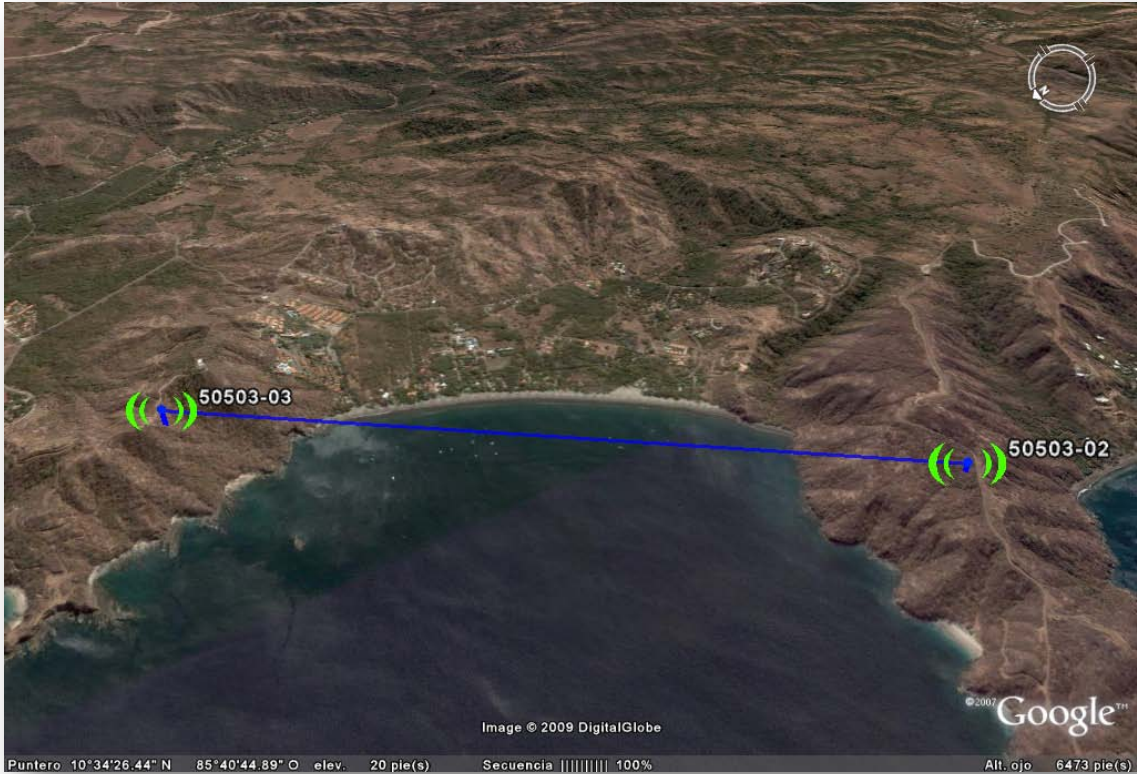 N
50503-03
50503-02
©2007 Google™
Image © 2009 DigitalGlobe
Puntero 10°34'26.44" N 85°40'44.89" O elev. 20 pie(s) Secuencia ||||||||| 100% Alt. ojo 6473 pie(s)